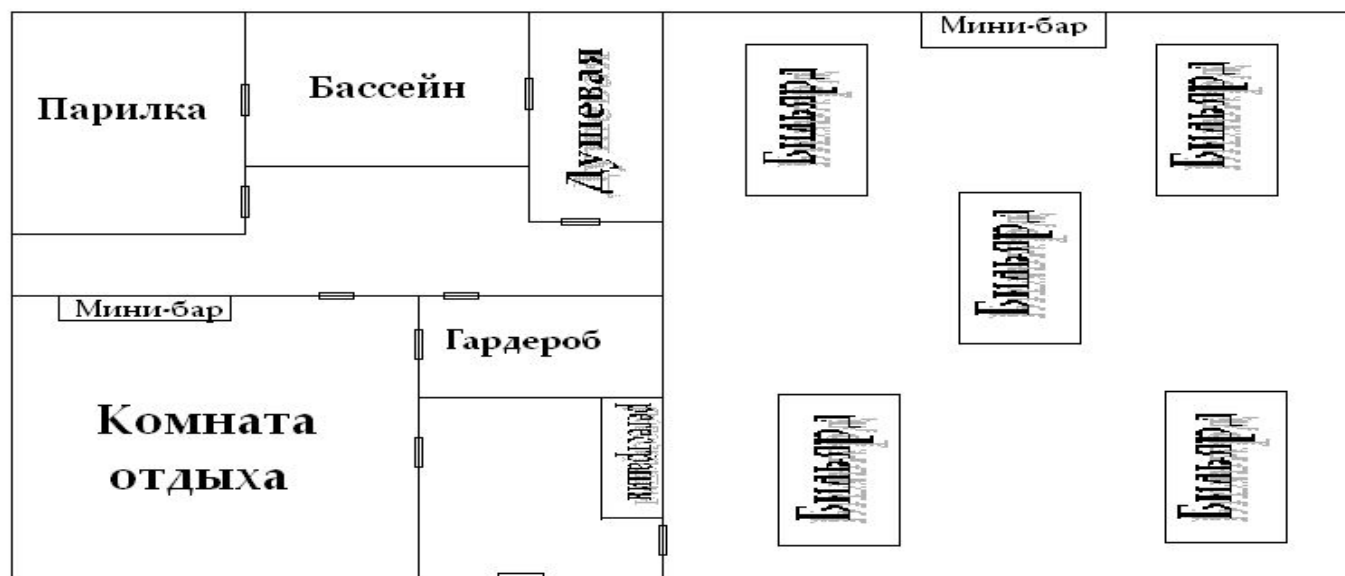 Мини-бар
Парилка
Бассейн
Душевая
Бильярд
Бильярд
Бильярд
Мини-бар
Гардероб
Комната
отдыха
регистрация
Бильярд
Бильярд